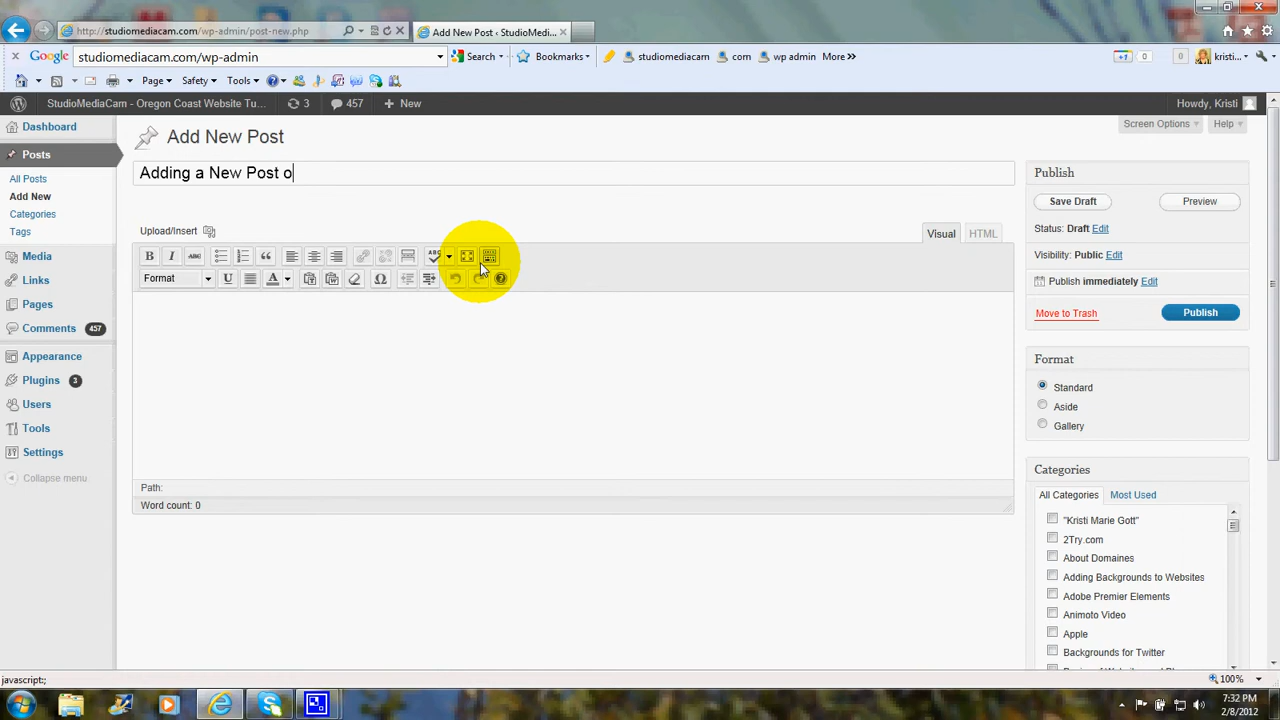 http://studiomediacam.com/wp-admin/post-new.php
Add New Post ‹ StudioMedi...
Google
studiomediacam.com/wp-admin
Search
Bookmarks
studiomediacam
com
wp admin
More >>
+1
0
0
kristi...
Page
Safety
Tools
StudioMediaCam - Oregon Coast Website Tu...
3
457
New
Howdy, Kristi
Dashboard
Add New Post
Screen Options
Help
Posts
Adding a New Post o
Publish
All Posts
Save Draft
Preview
Add New
Categories
Tags
Upload/Insert
Visual
HTML
Status: Draft Edit
Media
B
I
ABC
ABC
Visibility: Public Edit
Links
Format
U
A
Ω
Publish immediately Edit
Pages
Move to Trash
Publish
Comments
457
Appearance
Format
Plugins
3
Standard
Users
Aside
Tools
Gallery
Settings
Categories
Collapse menu
Path:
All Categories
Most Used
Word count: 0
"Kristi Marie Gott"
2Try.com
About Domaines
Adding Backgrounds to Websites
Adobe Premier Elements
Animoto Video
Apple
Backgrounds for Twitter
javascript:;
100%
7:32 PM
2/8/2012